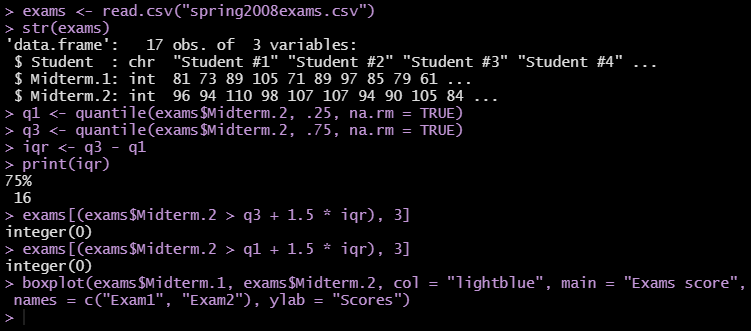 > exams <- read.csv("spring2008exams.csv")
> str(exams)
'data.frame':   17 obs. of  3 variables:
 $ Student  : chr  "Student #1" "Student #2" "Student #3" "Student #4" ...
 $ Midterm.1: int  81 73 89 105 71 89 97 85 79 61 ...
 $ Midterm.2: int  96 94 110 98 107 107 94 90 105 84 ...
> q1 <- quantile(exams$Midterm.2, .25, na.rm = TRUE)
> q3 <- quantile(exams$Midterm.2, .75, na.rm = TRUE)
> iqr <- q3 - q1
> print(iqr)
75%
 16
> exams[(exams$Midterm.2 > q3 + 1.5 * iqr), 3]
integer(0)
> exams[(exams$Midterm.2 > q1 + 1.5 * iqr), 3]
integer(0)
> boxplot(exams$Midterm.1, exams$Midterm.2, col = "lightblue", main = "Exams score",
 names = c("Exam1", "Exam2"), ylab = "Scores")
>